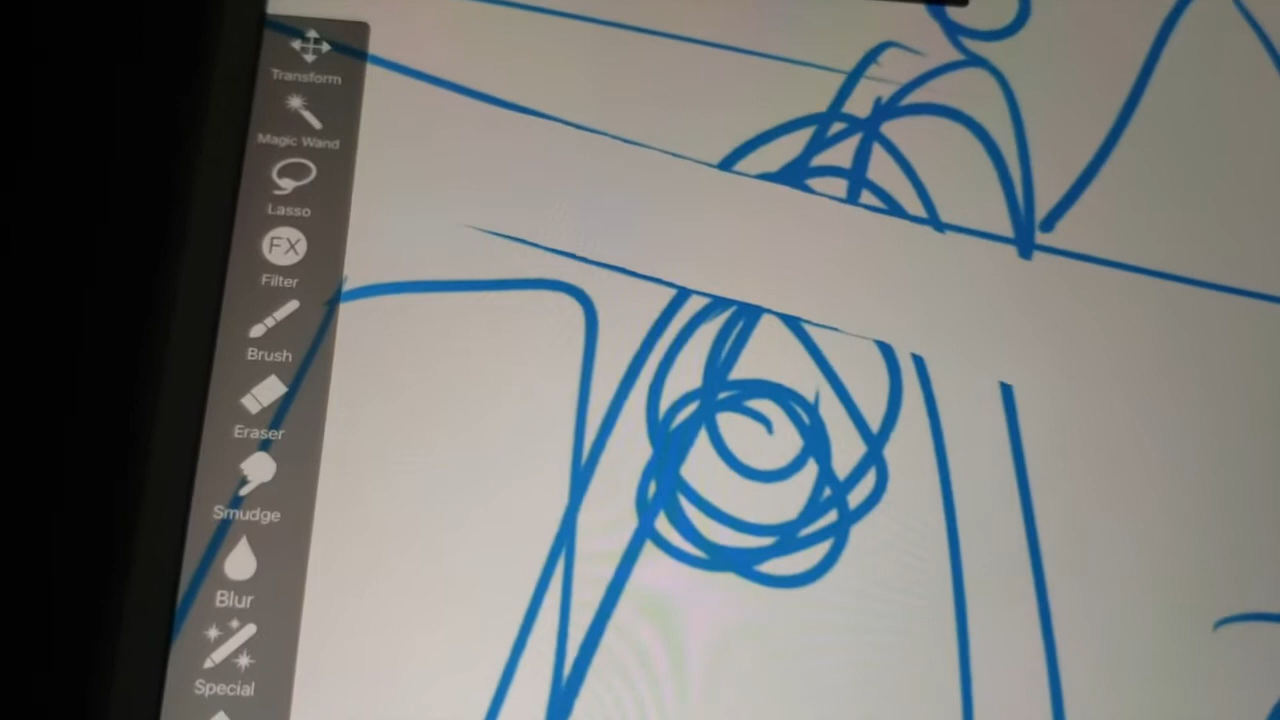 Transform
Magic Wand
Lasso
FX
Filter
Brush
Eraser
Smudge
Blur
Special